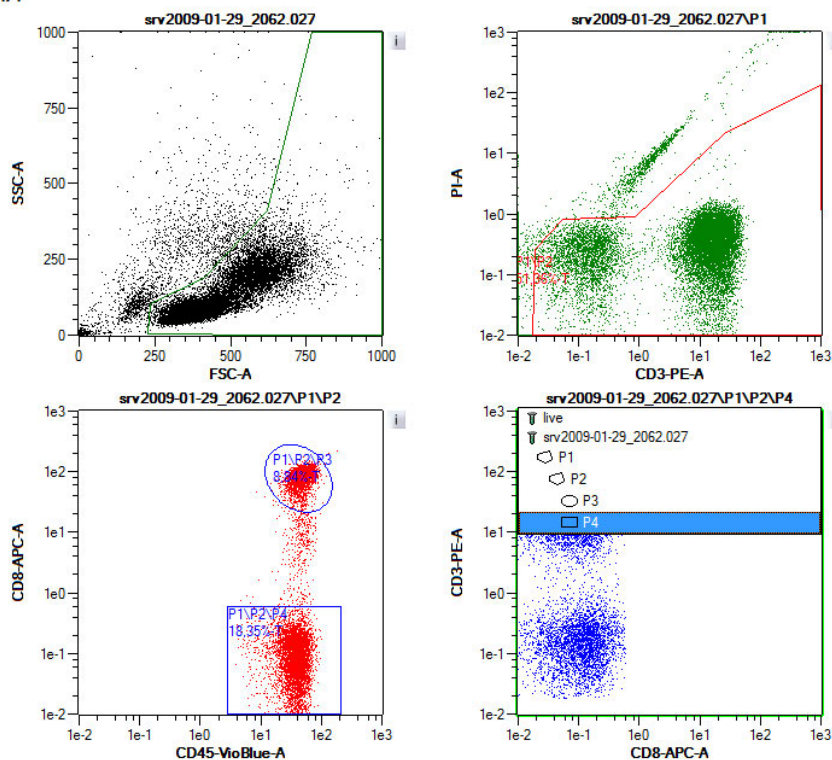 srv2009-01-29_2062.027
1000
750
500
250
0
SSC-A
0 250 500 750 1000
FSC-A
i
srv2009-01-29_2062.027\P1
1e3
1e2
1e1
1e0
1e-1
1e-2
PI-A
P1\P2
1e-2 1e-1 1e0 1e1 1e2 1e3
CD3-PE-A
srv2009-01-29_2062.027\P1\P2
1e3
1e2
1e1
1e0
1e-1
1e-2
CD8-APC-A
P1\P2\P3
P1\P2\P4
18,35%-T
1e-2 1e-1 1e0 1e1 1e2 1e3
CD45-VioBlue-A
i
srv2009-01-29_2062.027\P1\P2\P4
1e3
1e2
1e1
1e0
1e-1
1e-2
CD3-PE-A
live
srv2009-01-29_2062.027
P1
P2
P3
P4
1e-2 1e-1 1e0 1e1 1e2 1e3
CD8-APC-A